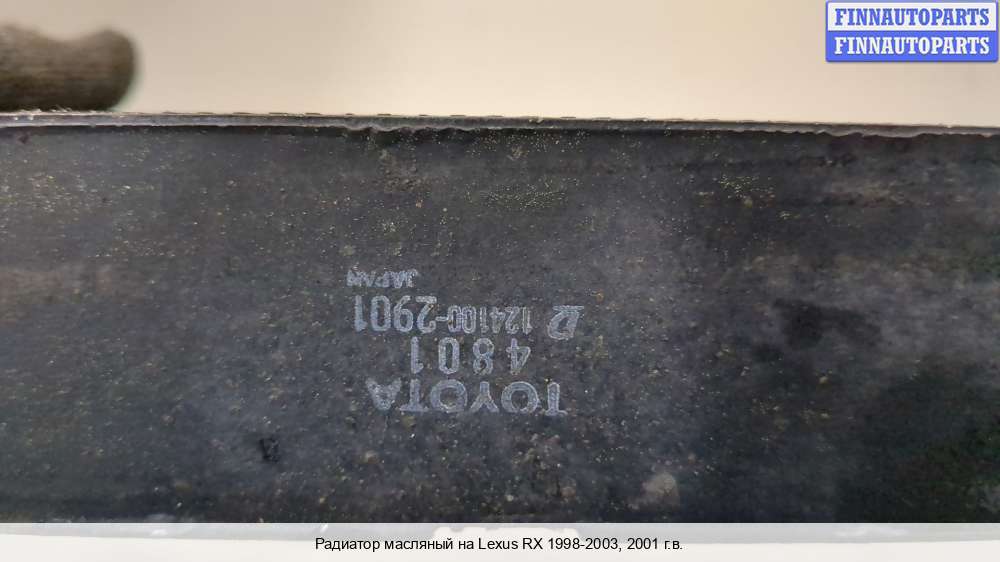 FINNAUTOPARTS
FINNAUTOPARTS
TOYOTA
4801
124100-2901
JAPAN
Радиатор масляный на Lexus RX 1998-2003, 2001 г.в.